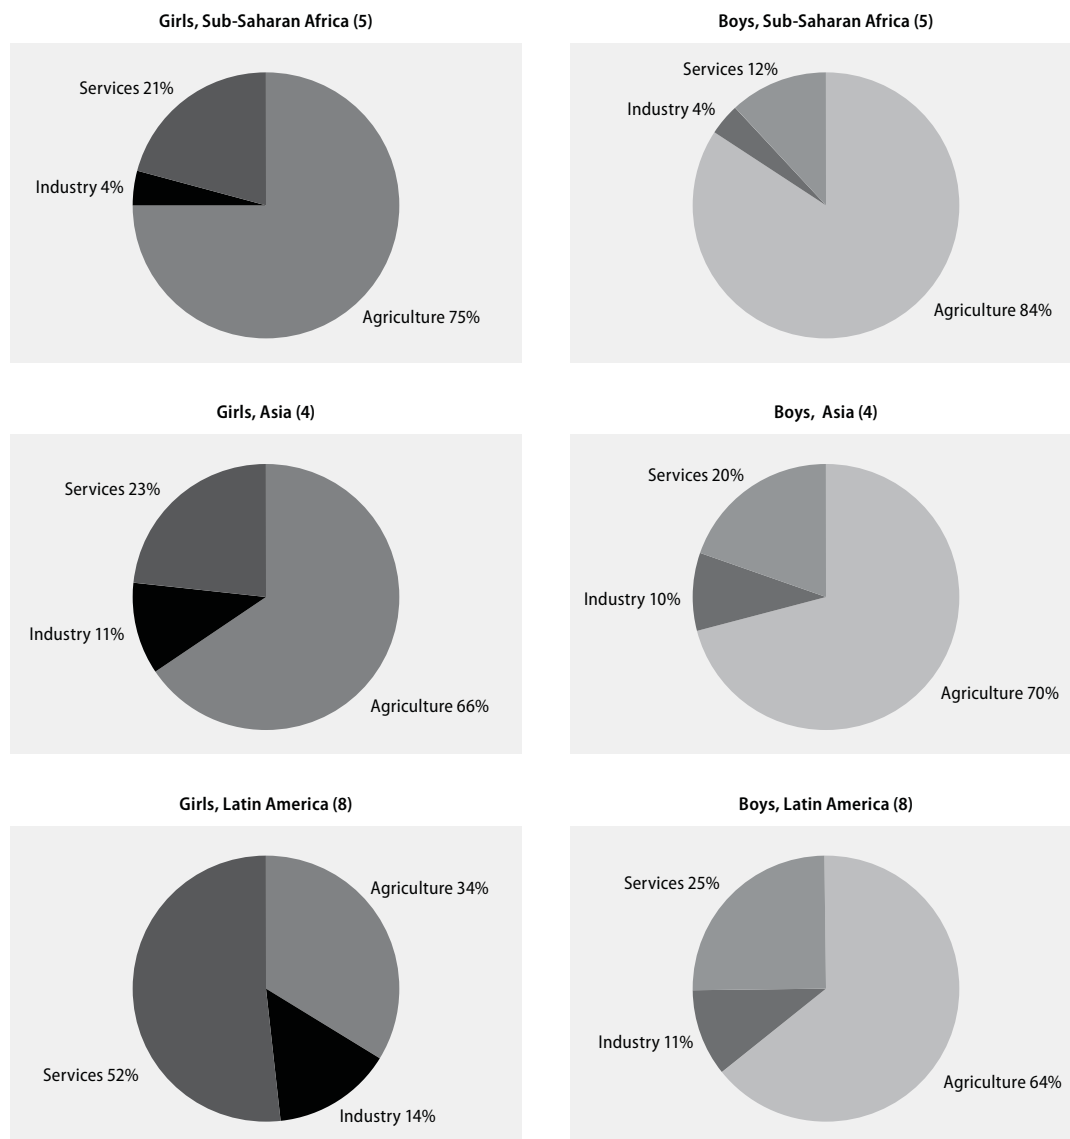 Girls, Sub-Saharan Africa (5)
Services 21%
Industry 4%
Agriculture 75%
Boys, Sub-Saharan Africa (5)
Services 12%
Industry 4%
Agriculture 84%
Girls, Asia (4)
Services 23%
Industry 11%
Agriculture 66%
Boys, Asia (4)
Services 20%
Industry 10%
Agriculture 70%
Girls, Latin America (8)
Agriculture 34%
Services 52%
Industry 14%
Boys, Latin America (8)
Services 25%
Industry 11%
Agriculture 64%